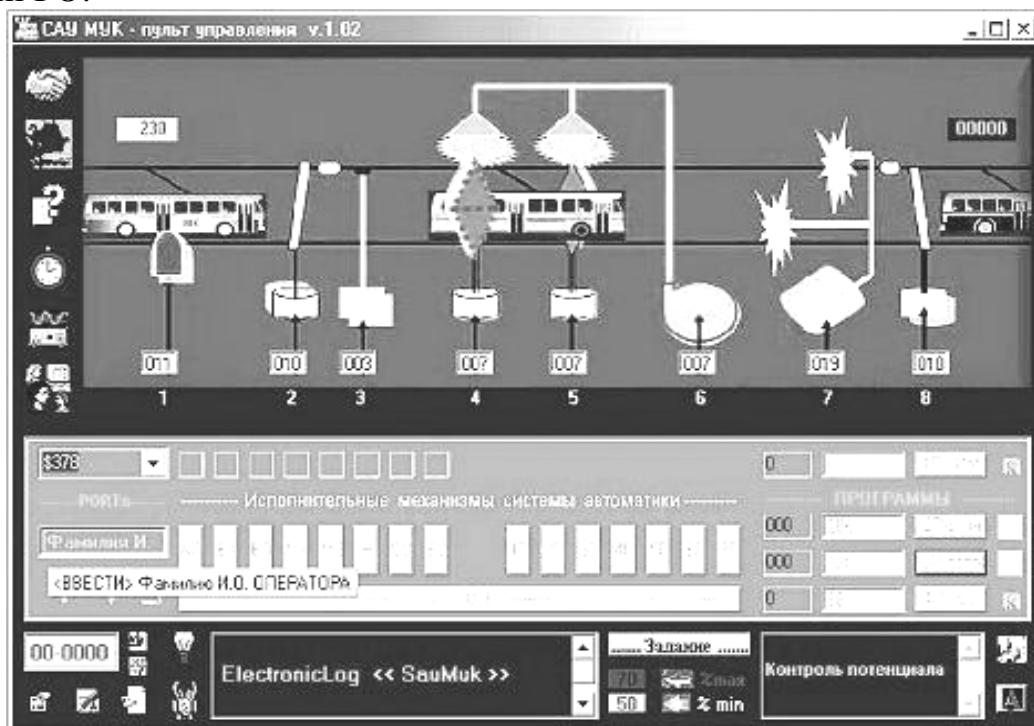 САУ МУК - пульт управления v.1.02
230
00000
011 010 003 007 007 007 019 010
1 2 3 4 5 6 7 8
$378
0
PORTs
Исполнительные механизмы системы автоматики
ПРОГРАММЫ
000
Фамилия И.
000
<ВВЕСТИ> Фамилию И.О. ОПЕРАТОРА
0
00-0000
ElectronicLog << SauMuk >>
...... Задание ......
70 %max
50 % min
Контроль потенциала